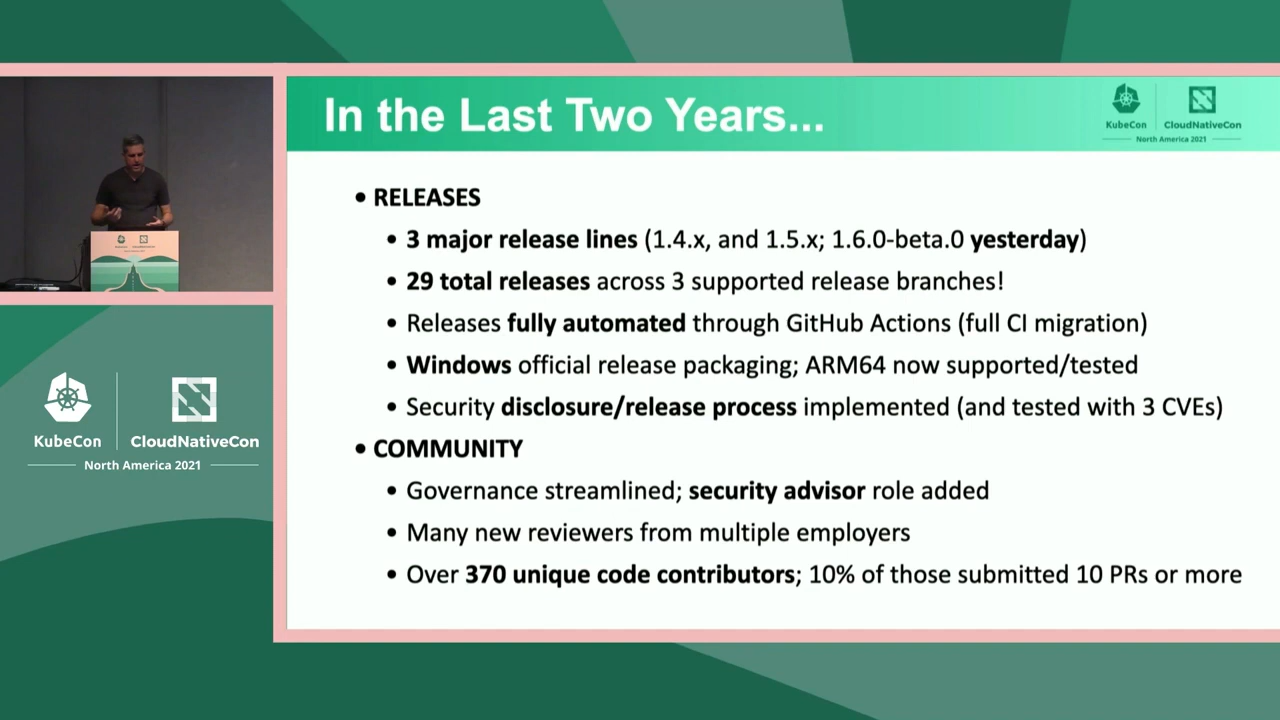 In the Last Two Years...
KubeCon
CloudNativeCon
North America 2021
• RELEASES
• 3 major release lines (1.4.x, and 1.5.x; 1.6.0-beta.0 yesterday)
• 29 total releases across 3 supported release branches!
• Releases fully automated through GitHub Actions (full CI migration)
• Windows official release packaging; ARM64 now supported/tested
• Security disclosure/release process implemented (and tested with 3 CVEs)
• COMMUNITY
• Governance streamlined; security advisor role added
• Many new reviewers from multiple employers
• Over 370 unique code contributors; 10% of those submitted 10 PRs or more
KubeCon
CloudNativeCon
North America 2021